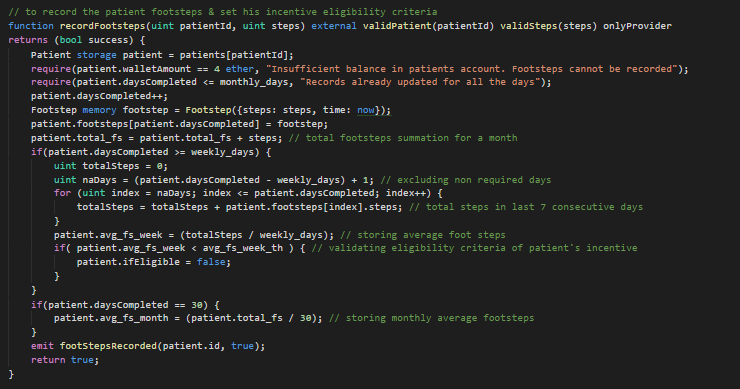 // to record the patient footsteps & set his incentive eligibility criteria
function recordFootsteps(uint patientId, uint steps) external validPatient(patientId) validSteps(steps) onlyProvider
returns (bool success) {
Patient storage patient = patients[patientId];
require(patient.walletAmount == 4 ether, "Insufficient balance in patients account. Footsteps cannot be recorded");
require(patient.daysCompleted <= monthly_days, "Records already updated for all the days");
patient.daysCompleted++;
Footstep memory footstep = Footstep({steps: steps, time: now});
patient.footsteps[patient.daysCompleted] = footstep;
patient.total_fs = patient.total_fs + steps; // total footsteps summation for a month
if(patient.daysCompleted >= weekly_days) {
uint totalSteps = 0;
uint naDays = (patient.daysCompleted - weekly_days) + 1; // excluding non required days
for (uint index = naDays; index <= patient.daysCompleted; index++) {
totalSteps = totalSteps + patient.footsteps[index].steps; // total steps in last 7 consecutive days
}
patient.avg_fs_week = (totalSteps / weekly_days); // storing average foot steps
if( patient.avg_fs_week < avg_fs_week_th ) { // validating eligibility criteria of patient's incentive
patient.ifEligible = false;
}
}
if(patient.daysCompleted == 30) {
patient.avg_fs_month = (patient.total_fs / 30); // storing monthly average footsteps
}
emit footStepsRecorded(patient.id, true);
return true;
}